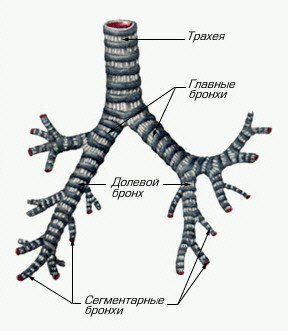 Трахея
Главные
бронхи
Долевой
бронх
Сегментарные
бронхи